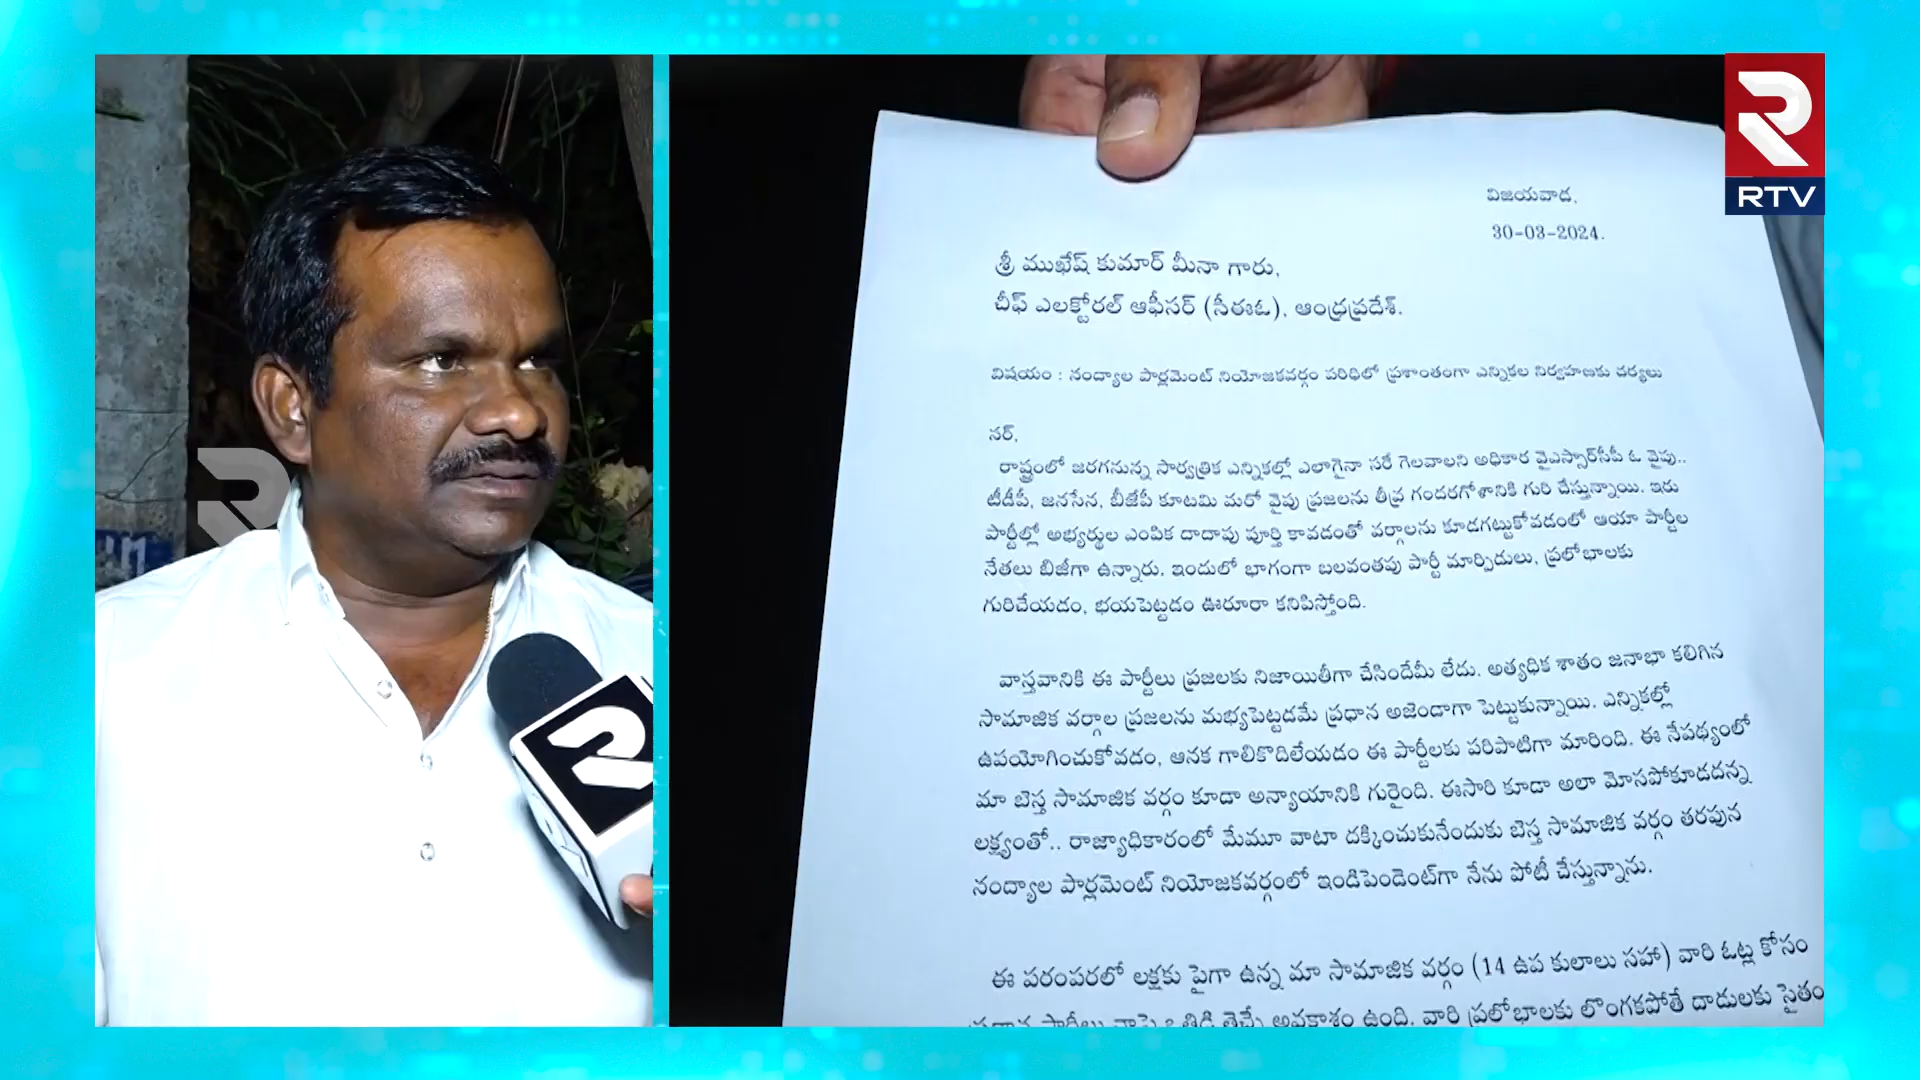 RTV
విజయవాడ,
30-03-2024.
శ్రీ ముఖేష్ కుమార్ మీనా గారు,
చీఫ్ ఎలక్టోరల్ ఆఫీసర్ (సీఈఓ), ఆంధ్రప్రదేశ్.
విషయం : నంద్యాల పార్లమెంట్ నియోజకవర్గం పరిధిలో ప్రశాంతంగా ఎన్నికల నిర్వహణకు చర్యలు
సర్,
రాష్ట్రంలో జరగనున్న సార్వత్రిక ఎన్నికల్లో ఎలాగైనా సరే గెలవాలని అధికార వైఎస్సార్‌సీపీ ఓ వైపు..
టీడీపీ, జనసేన, బీజేపీ కూటమి మరో వైపు ప్రజలను తీవ్ర గందరగోళానికి గురి చేస్తున్నాయి. ఇరు
పార్టీల్లో అభ్యర్థుల ఎంపిక దాదాపు పూర్తి కావడంతో వర్గాలను కూడగట్టుకోవడంలో ఆయా పార్టీల
నేతలు బిజీగా ఉన్నారు. ఇందులో భాగంగా బలవంతపు పార్టీ మార్పిడులు, ప్రలోభాలకు
గురిచేయడం, భయపెట్టడం ఊరూరా కనిపిస్తోంది.
వాస్తవానికి ఈ పార్టీలు ప్రజలకు నిజాయితీగా చేసిందేమీ లేదు. అత్యధిక శాతం జనాభా కలిగిన
సామాజిక వర్గాల ప్రజలను మభ్యపెట్టడమే ప్రధాన అజెండాగా పెట్టుకున్నాయి. ఎన్నికల్లో
ఉపయోగించుకోవడం, ఆనక గాలికొదిలేయడం ఈ పార్టీలకు పరిపాటిగా మారింది. ఈ నేపథ్యంలో
మా బెస్త సామాజిక వర్గం కూడా అన్యాయానికి గురైంది. ఈసారి కూడా అలా మోసపోకూడదన్న
లక్ష్యంతో.. రాజ్యాధికారంలో మేమూ వాటా దక్కించుకునేందుకు బెస్త సామాజిక వర్గం తరపున
నంద్యాల పార్లమెంట్ నియోజకవర్గంలో ఇండిపెండెంట్‌గా నేను పోటీ చేస్తున్నాను.
ఈ పరంపరలో లక్షకు పైగా ఉన్న మా సామాజిక వర్గం (14 ఉప కులాలు సహా) వారి ఓట్ల కోసం
ప్రధాన పార్టీలు నాపై ఒత్తిడి తెచ్చే అవకాశం ఉంది. వారి ప్రలోభాలకు లొంగకపోతే దాడులకు సైతం